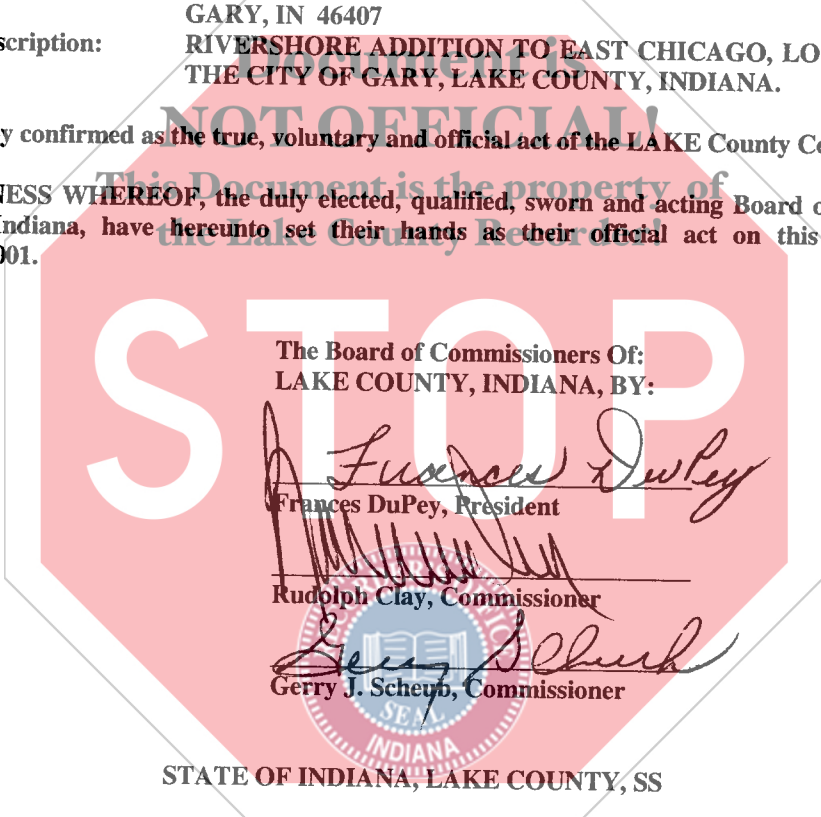 GARY, IN 46407
scription: RIVERSHORE ADDITION TO EAST CHICAGO, LO
THE CITY OF GARY, LAKE COUNTY, INDIANA.
Document is
NOT OFFICIAL!
y confirmed as the true, voluntary and official act of the LAKE County Co
This Document is the property of
NESS WHEREOF, the duly elected, qualified, sworn and acting Board o
the Lake County Recorder!
Indiana, have hereunto set their hands as their official act on this
001.
STOP
The Board of Commissioners Of:
LAKE COUNTY, INDIANA, BY:
Frances DuPey
Frances DuPey, President
Rudolph Clay, Commissioner
Gerry J Scheub
Gerry J. Scheub, Commissioner
SEAL
INDIANA
STATE OF INDIANA, LAKE COUNTY, SS